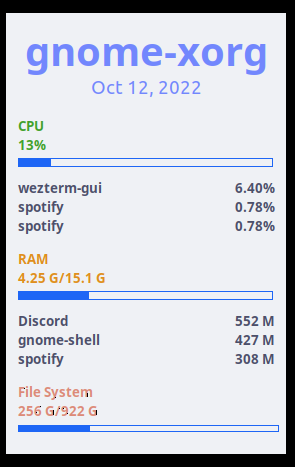 gnome-xorg
Oct 12, 2022
CPU
13%
wezterm-gui 6.40%
spotify 0.78%
spotify 0.78%
RAM
4.25 G/15.1 G
Discord 552 M
gnome-shell 427 M
spotify 308 M
File System
256 G/922 G